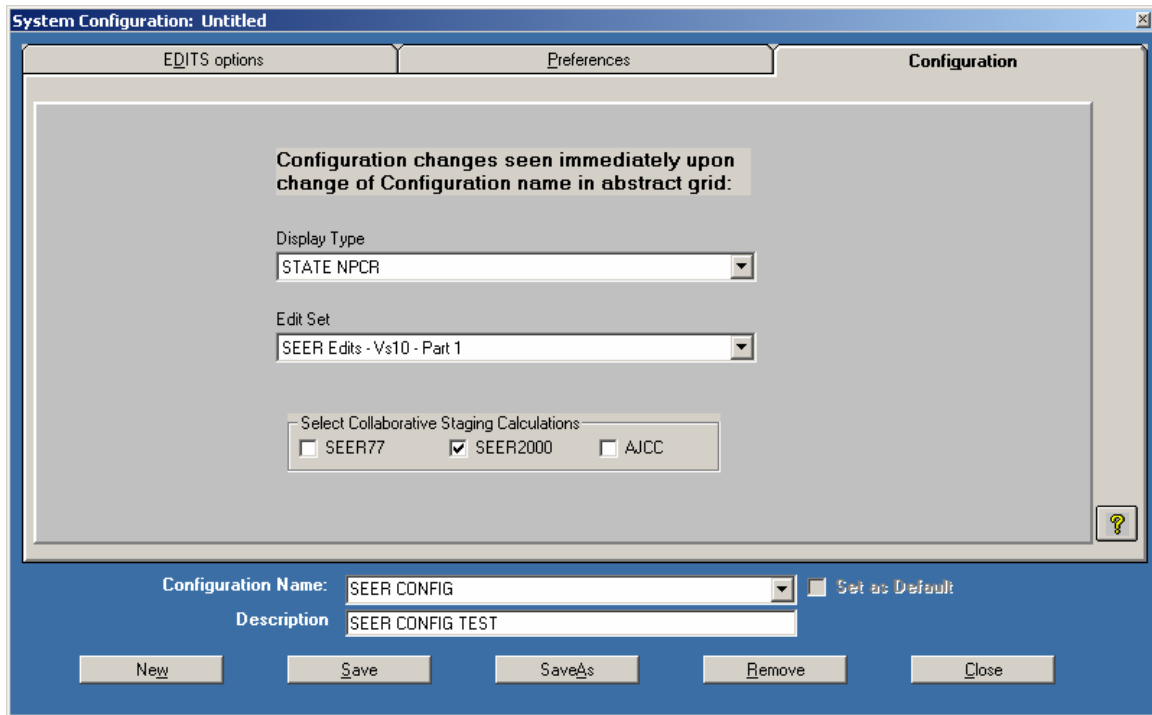 System Configuration: Untitled
EDITS options
Preferences
Configuration
Configuration changes seen immediately upon
change of Configuration name in abstract grid:
Display Type
STATE NPCR
Edit Set
SEER Edits - Vs10 - Part 1
Select Collaborative Staging Calculations
SEER77 SEER2000 AJCC
?
Configuration Name: SEER CONFIG Set as Default
Description SEER CONFIG TEST
New Save SaveAs Remove Close